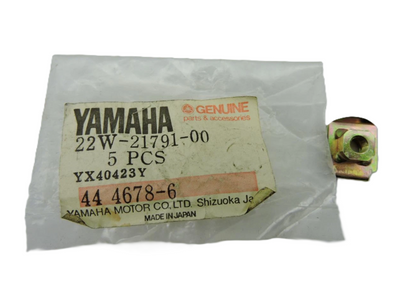 YAMAHA
GENUINE
parts & accessories
22W-21791-00
5 PCS
YX40423Y
44 4678-6
YAMAHA MOTOR CO., LTD. Shizuoka Ja
MADE IN JAPAN